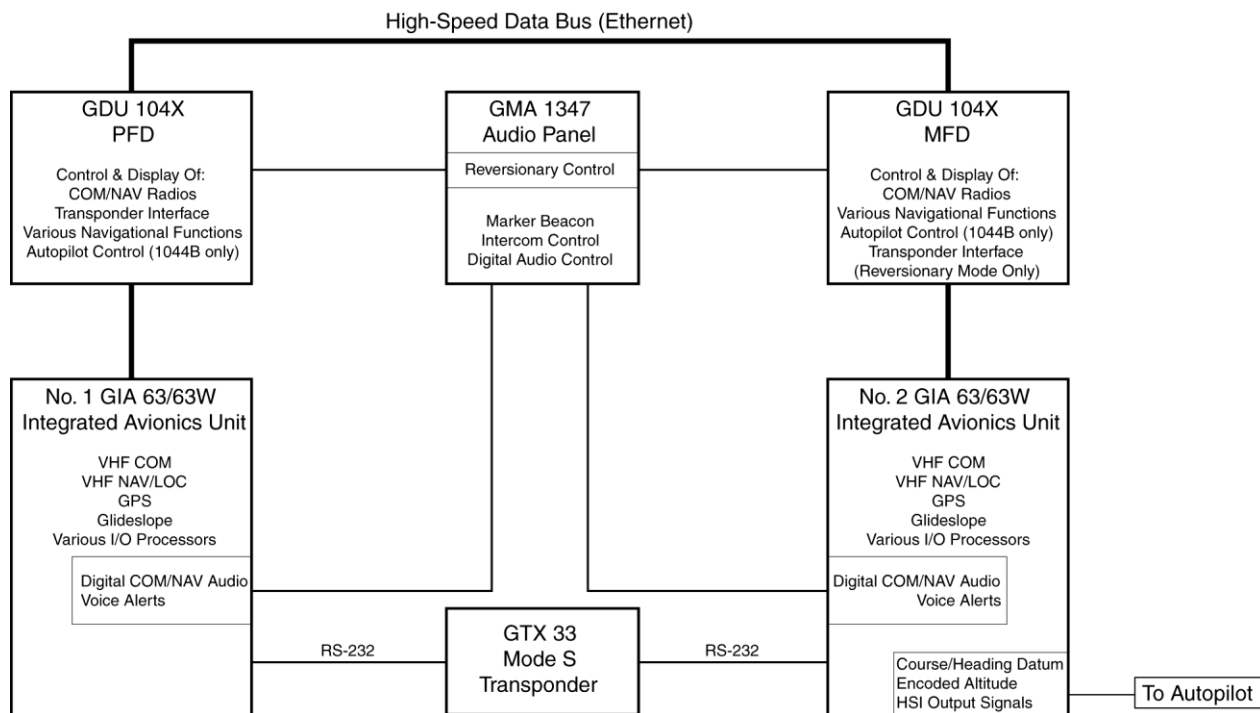 High-Speed Data Bus (Ethernet)
GDU 104X
PFD
Control & Display Of:
COM/NAV Radios
Transponder Interface
Various Navigational Functions
Autopilot Control (1044B only)
GMA 1347
Audio Panel
Reversionary Control
Marker Beacon
Intercom Control
Digital Audio Control
GDU 104X
MFD
Control & Display Of:
COM/NAV Radios
Various Navigational Functions
Autopilot Control (1044B only)
Transponder Interface
(Reversionary Mode Only)
No. 1 GIA 63/63W
Integrated Avionics Unit
VHF COM
VHF NAV/LOC
GPS
Glideslope
Various I/O Processors
Digital COM/NAV Audio
Voice Alerts
RS-232
GTX 33
Mode S
Transponder
RS-232
No. 2 GIA 63/63W
Integrated Avionics Unit
VHF COM
VHF NAV/LOC
GPS
Glideslope
Various I/O Processors
Digital COM/NAV Audio
Voice Alerts
Course/Heading Datum
Encoded Altitude
HSI Output Signals
To Autopilot